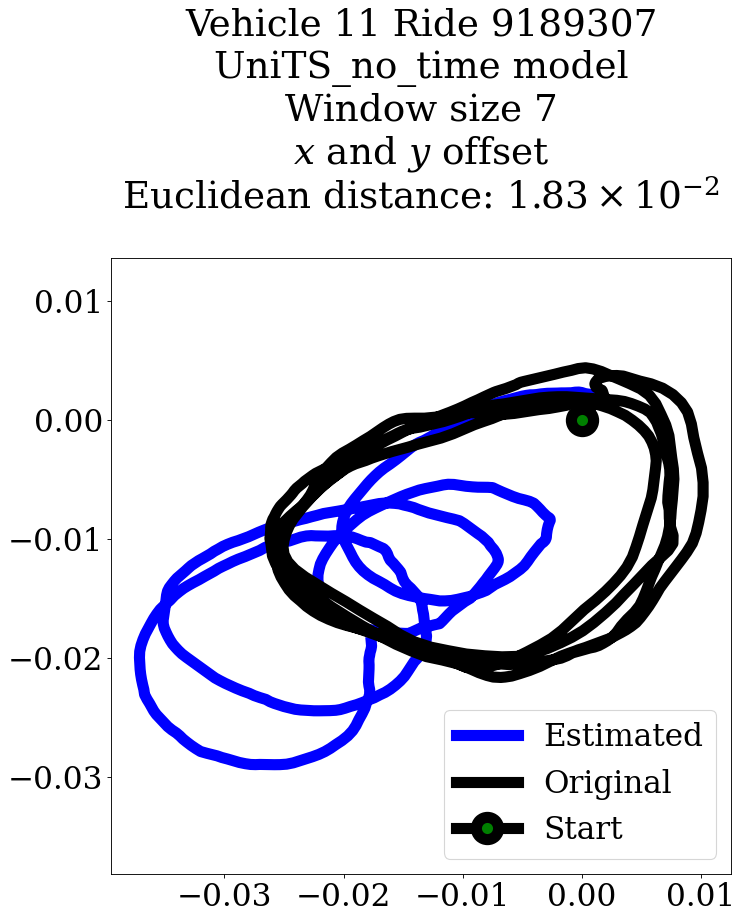 Vehicle 11 Ride 9189307
UniTS_no_time model
Window size 7
x and y offset
Euclidean distance: 1.83 × 10⁻²
0.01
0.00
−0.01
−0.02
−0.03
Estimated
Original
Start
−0.03 −0.02 −0.01 0.00 0.01